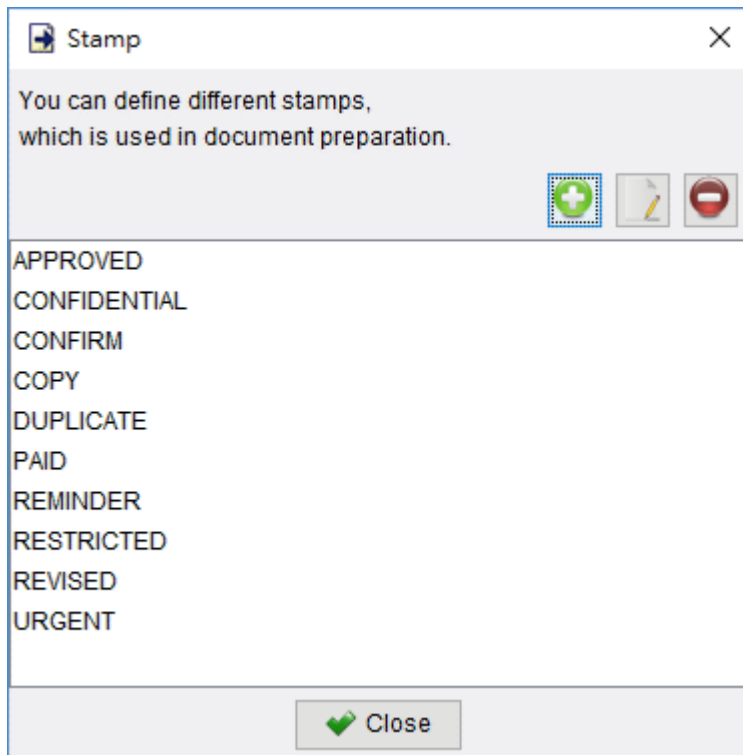 Stamp
You can define different stamps,
which is used in document preparation.
APPROVED
CONFIDENTIAL
CONFIRM
COPY
DUPLICATE
PAID
REMINDER
RESTRICTED
REVISED
URGENT
Close